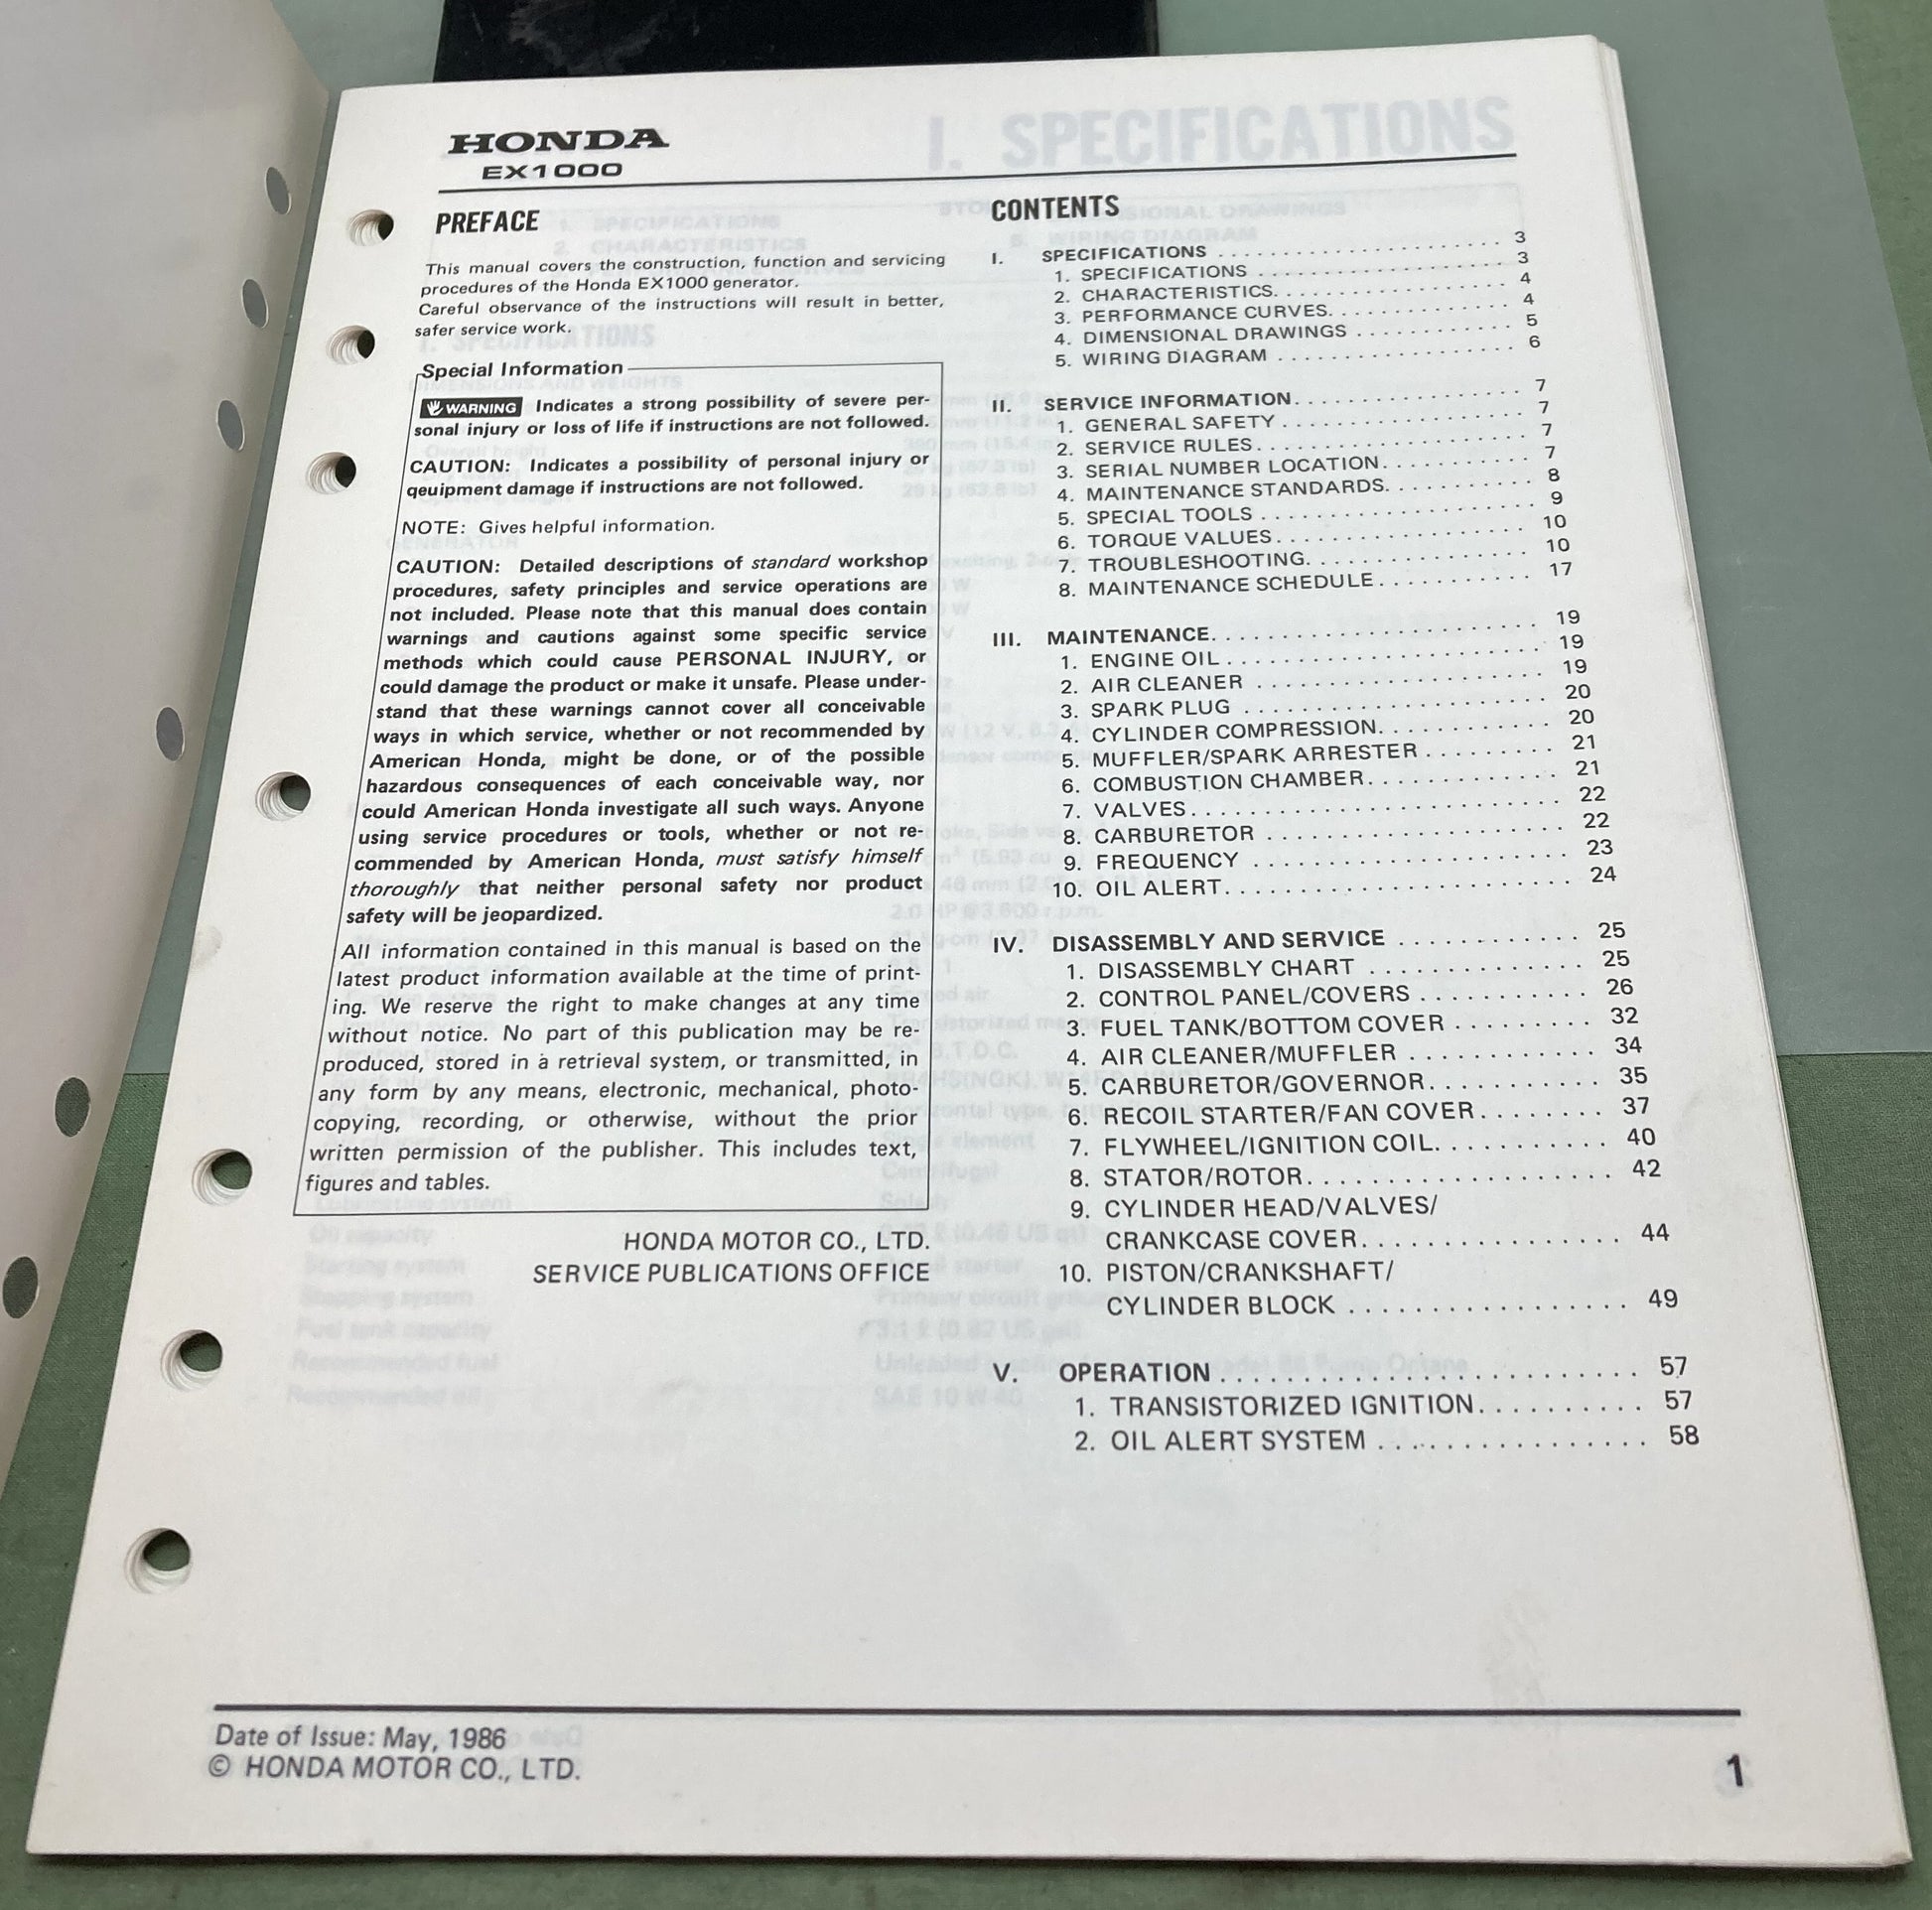 HONDA
EX1000
PREFACE
This manual covers the construction, function and servicing
procedures of the Honda EX1000 generator.
Careful observance of the instructions will result in better,
safer service work.
Special Information
WARNING Indicates a strong possibility of severe per-
sonal injury or loss of life if instructions are not followed.
CAUTION: Indicates a possibility of personal injury or
qeuipment damage if instructions are not followed.
NOTE: Gives helpful information.
CAUTION: Detailed descriptions of standard workshop
procedures, safety principles and service operations are
not included. Please note that this manual does contain
warnings and cautions against some specific service
methods which could cause PERSONAL INJURY, or
could damage the product or make it unsafe. Please under-
stand that these warnings cannot cover all conceivable
ways in which service, whether or not recommended by
American Honda, might be done, or of the possible
hazardous consequences of each conceivable way, nor
could American Honda investigate all such ways. Anyone
using service procedures or tools, whether or not re-
commended by American Honda, must satisfy himself
thoroughly that neither personal safety nor product
safety will be jeopardized.
All information contained in this manual is based on the
latest product information available at the time of print-
ing. We reserve the right to make changes at any time
without notice. No part of this publication may be re-
produced, stored in a retrieval system, or transmitted, in
any form by any means, electronic, mechanical, photo-
copying, recording, or otherwise, without the prior
written permission of the publisher. This includes text,
figures and tables.
HONDA MOTOR CO., LTD.
SERVICE PUBLICATIONS OFFICE
CONTENTS
I. SPECIFICATIONS . . . . . . . . . . . . . . . . . . . . 3
1. SPECIFICATIONS . . . . . . . . . . . . . . . . . . 3
2. CHARACTERISTICS. . . . . . . . . . . . . . . . . 4
3. PERFORMANCE CURVES. . . . . . . . . . . . . 4
4. DIMENSIONAL DRAWINGS . . . . . . . . . . . 5
5. WIRING DIAGRAM . . . . . . . . . . . . . . . . . 6
II. SERVICE INFORMATION. . . . . . . . . . . . . . . . 7
1. GENERAL SAFETY . . . . . . . . . . . . . . . . . 7
2. SERVICE RULES. . . . . . . . . . . . . . . . . . . 7
3. SERIAL NUMBER LOCATION. . . . . . . . . . 7
4. MAINTENANCE STANDARDS. . . . . . . . . . 8
5. SPECIAL TOOLS . . . . . . . . . . . . . . . . . . . 9
6. TORQUE VALUES. . . . . . . . . . . . . . . . . . 10
7. TROUBLESHOOTING. . . . . . . . . . . . . . . . 10
8. MAINTENANCE SCHEDULE. . . . . . . . . . . 17
III. MAINTENANCE. . . . . . . . . . . . . . . . . . . . . . . 19
1. ENGINE OIL . . . . . . . . . . . . . . . . . . . . . . 19
2. AIR CLEANER . . . . . . . . . . . . . . . . . . . . 19
3. SPARK PLUG . . . . . . . . . . . . . . . . . . . . . 20
4. CYLINDER COMPRESSION. . . . . . . . . . . . 20
5. MUFFLER/SPARK ARRESTER . . . . . . . . . 21
6. COMBUSTION CHAMBER. . . . . . . . . . . . . 21
7. VALVES. . . . . . . . . . . . . . . . . . . . . . . . . . 22
8. CARBURETOR . . . . . . . . . . . . . . . . . . . . 22
9. FREQUENCY . . . . . . . . . . . . . . . . . . . . . 23
10. OIL ALERT. . . . . . . . . . . . . . . . . . . . . . . . 24
IV. DISASSEMBLY AND SERVICE . . . . . . . . . . . . 25
1. DISASSEMBLY CHART . . . . . . . . . . . . . . 25
2. CONTROL PANEL/COVERS . . . . . . . . . . . 26
3. FUEL TANK/BOTTOM COVER . . . . . . . . . 32
4. AIR CLEANER/MUFFLER . . . . . . . . . . . . 34
5. CARBURETOR/GOVERNOR. . . . . . . . . . . 35
6. RECOIL STARTER/FAN COVER. . . . . . . . 37
7. FLYWHEEL/IGNITION COIL. . . . . . . . . . . 40
8. STATOR/ROTOR. . . . . . . . . . . . . . . . . . . 42
9. CYLINDER HEAD/VALVES/
CRANKCASE COVER. . . . . . . . . . . . . . . . 44
10. PISTON/CRANKSHAFT/
CYLINDER BLOCK . . . . . . . . . . . . . . . . . 49
V. OPERATION . . . . . . . . . . . . . . . . . . . . . . . . . . 57
1. TRANSISTORIZED IGNITION. . . . . . . . . . 57
2. OIL ALERT SYSTEM . . . . . . . . . . . . . . . . 58
Date of Issue: May, 1986
© HONDA MOTOR CO., LTD.
1